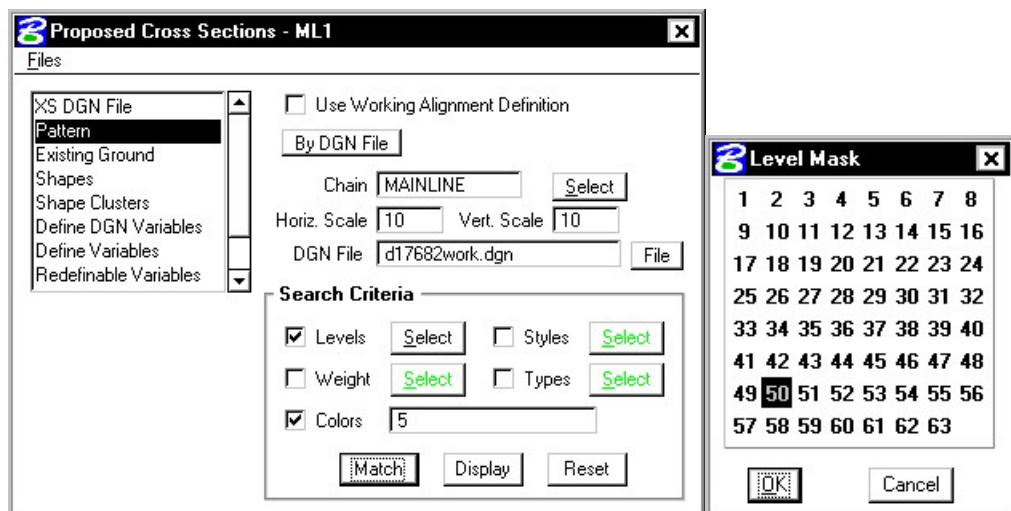 Proposed Cross Sections - ML1
Files
XS DGN File
Pattern
Existing Ground
Shapes
Shape Clusters
Define DGN Variables
Define Variables
Redefinable Variables
Use Working Alignment Definition
By DGN File
Chain MAINLINE Select
Horiz. Scale 10 Vert. Scale 10
DGN File d17682work.dgn File
Search Criteria
Levels Select Styles Select
Weight Select Types Select
Colors 5
Match Display Reset
Level Mask
1 2 3 4 5 6 7 8
9 10 11 12 13 14 15 16
17 18 19 20 21 22 23 24
25 26 27 28 29 30 31 32
33 34 35 36 37 38 39 40
41 42 43 44 45 46 47 48
49 50 51 52 53 54 55 56
57 58 59 60 61 62 63
OK Cancel